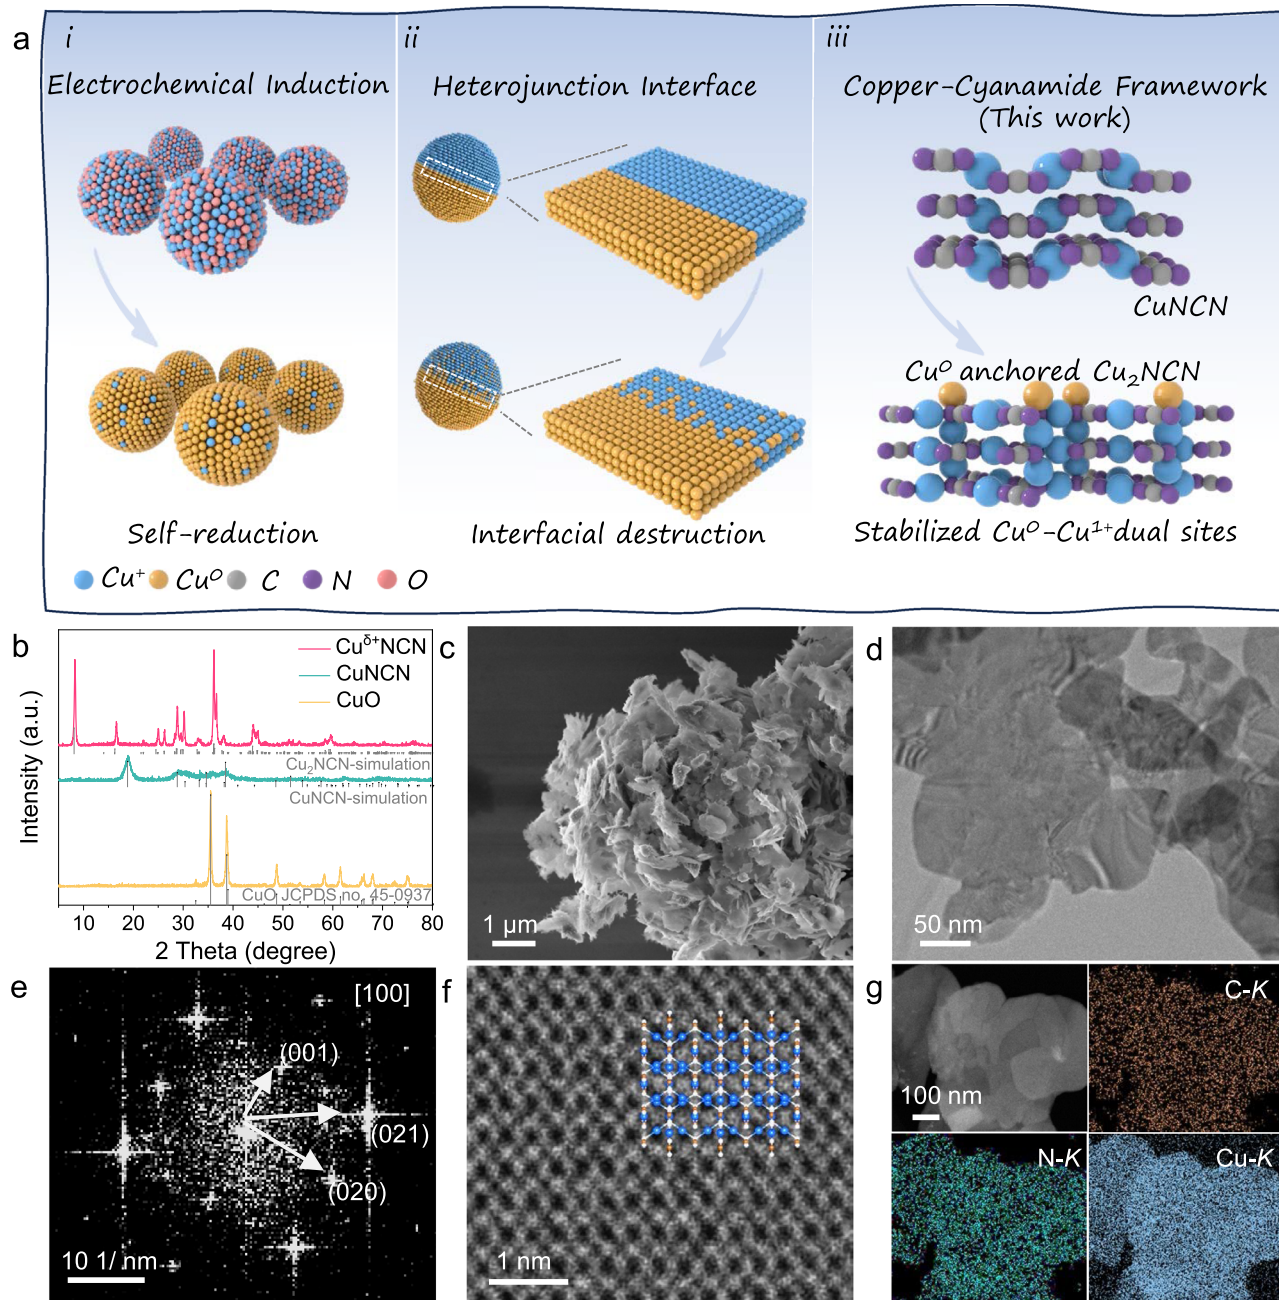 a
i
Electrochemical Induction
Self-reduction
ii
Heterojunction Interface
Interfacial destruction
iii
Copper-Cyanamide Framework
(This work)
CuNCN
Cu⁰ anchored Cu₂NCN
Stabilized Cu⁰-Cu¹⁺dual sites
Cu⁺ Cu⁰ C N O
b
Cu^δ+NCN
CuNCN
CuO
Cu₂NCN-simulation
CuNCN-simulation
CuO JCPDS no. 45-0937
Intensity (a.u.)
10 20 30 40 50 60 70 80
2 Theta (degree)
c
1 μm
d
50 nm
e
[100]
(001)
(021)
(020)
10 1/ nm
f
1 nm
g
100 nm
C-K
N-K
Cu-K